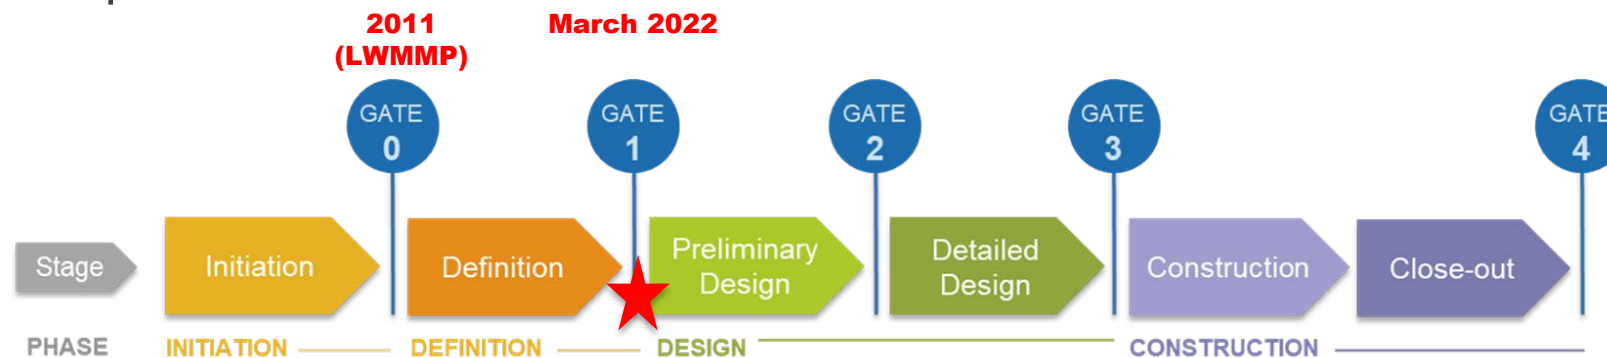 2011
(LWMMP)
March 2022
GATE
0
GATE
1
GATE
2
GATE
3
GATE
4
Stage
Initiation
Definition
Preliminary
Design
Detailed
Design
Construction
Close-out
PHASE
INITIATION
DEFINITION
DESIGN
CONSTRUCTION